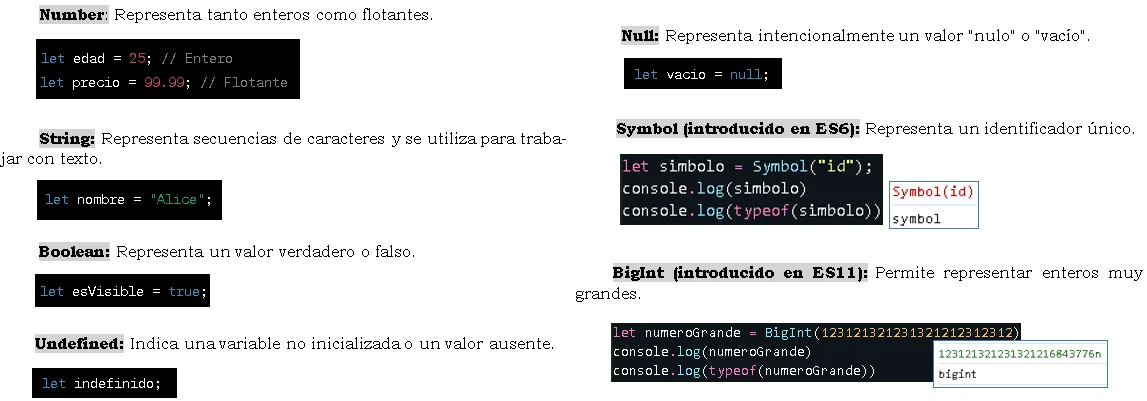 Number: Representa tanto enteros como flotantes.
let edad = 25; // Entero
let precio = 99.99; // Flotante
String: Representa secuencias de caracteres y se utiliza para traba-
jar con texto.
let nombre = "Alice";
Boolean: Representa un valor verdadero o falso.
let esVisible = true;
Undefined: Indica una variable no inicializada o un valor ausente.
let indefinido;
Null: Representa intencionalmente un valor "nulo" o "vacío".
let vacio = null;
Symbol (introducido en ES6): Representa un identificador único.
let simbolo = Symbol("id");
console.log(simbolo)
console.log(typeof(simbolo))
Symbol(id)
symbol
BigInt (introducido en ES11): Permite representar enteros muy
grandes.
let numeroGrande = BigInt(123121321231321212312312)
console.log(numeroGrande)
console.log(typeof(numeroGrande))
123121321231321216843776n
bigint